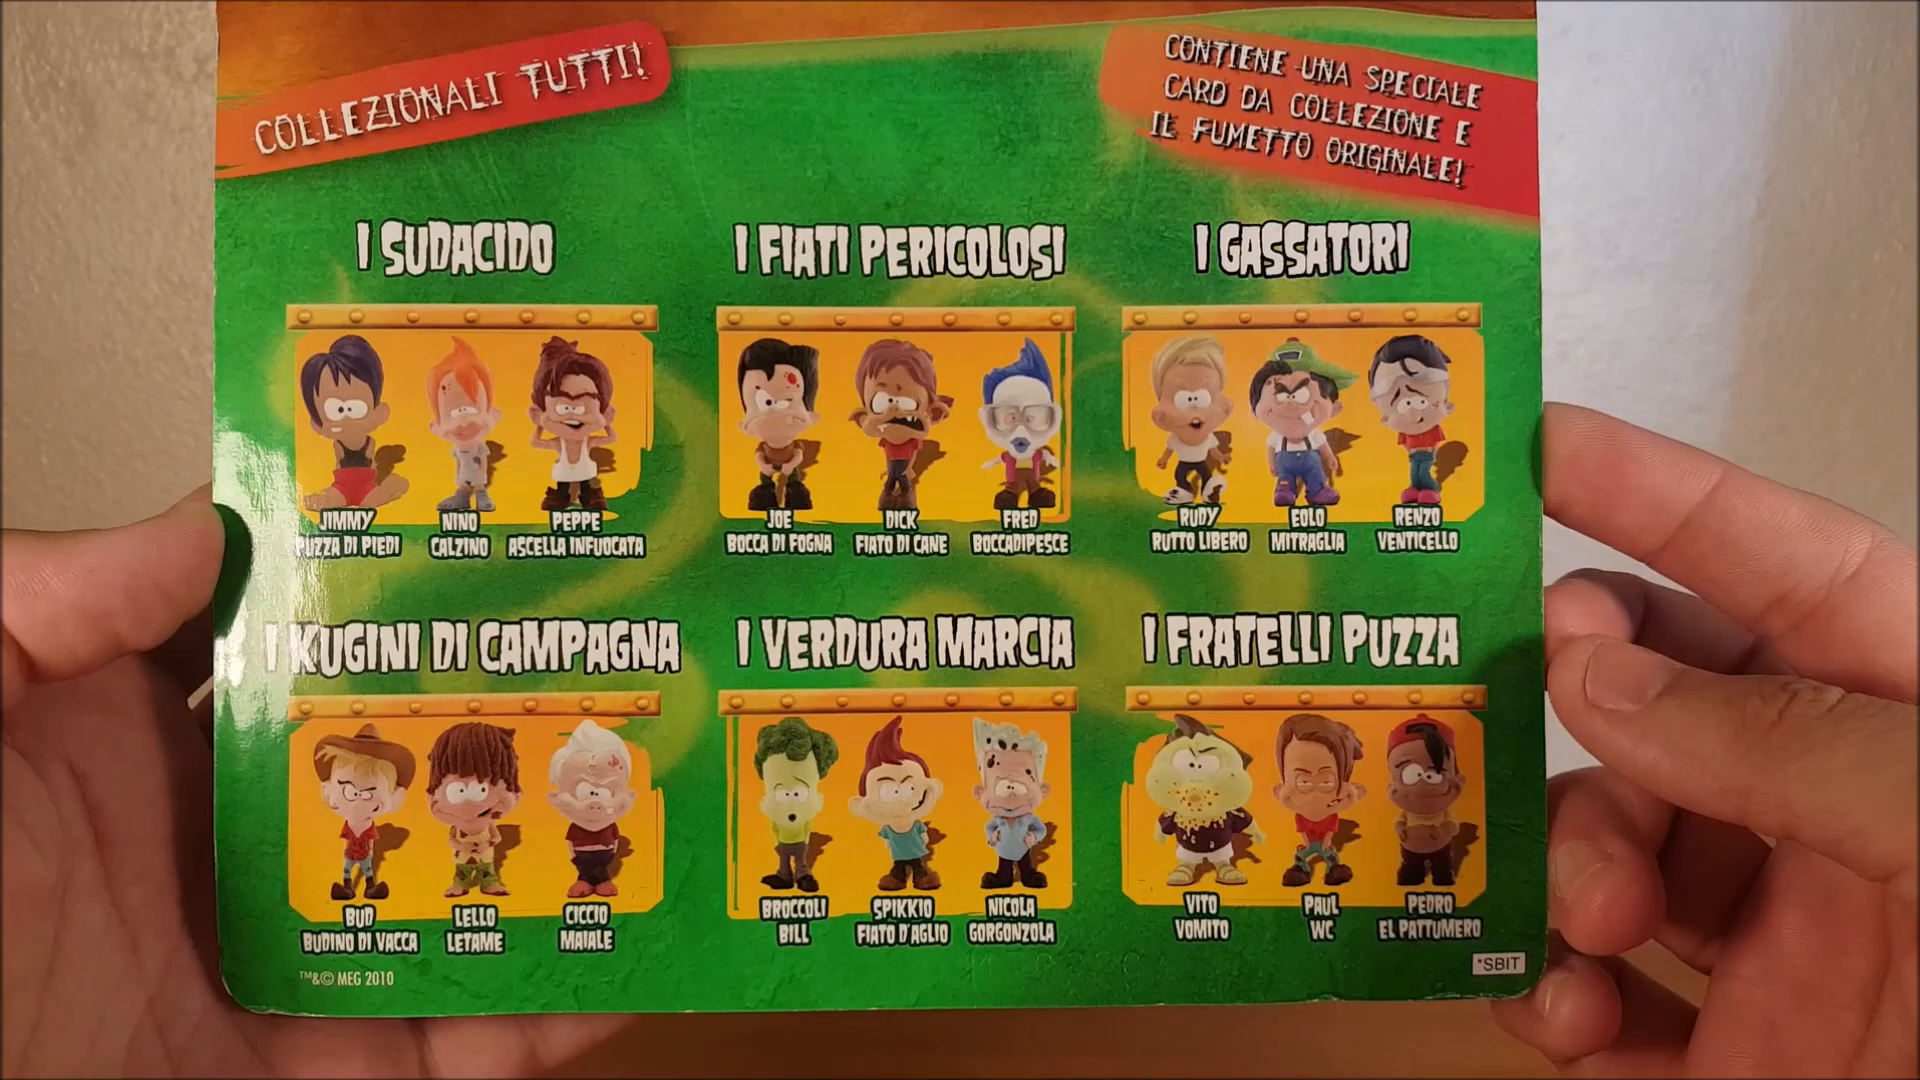 COLLEZIONALI TUTTI!
CONTIENE UNA SPECIALE
CARD DA COLLEZIONE E
IL FUMETTO ORIGINALE!
I SUDACIDO
JIMMY
PUZZA DI PIEDI
NINO
CALZINO
PEPPE
ASCELLA INFUOCATA
I FIATI PERICOLOSI
JOE
BOCCA DI FOGNA
DICK
FIATO DI CANE
FRED
BOCCADIPESCE
I GASSATORI
RUDY
RUTTO LIBERO
EOLO
MITRAGLIA
RENZO
VENTICELLO
I KUGINI DI CAMPAGNA
BUD
BUDINO DI VACCA
LELLO
LETAME
CICCIO
MAIALE
I VERDURA MARCIA
BROCCOLI
BILL
SPIKKIO
FIATO D'AGLIO
NICOLA
GORGONZOLA
I FRATELLI PUZZA
VITO
VOMITO
PAUL
WC
PEDRO
EL PATTUMERO
™&© MEG 2010
*SBIT